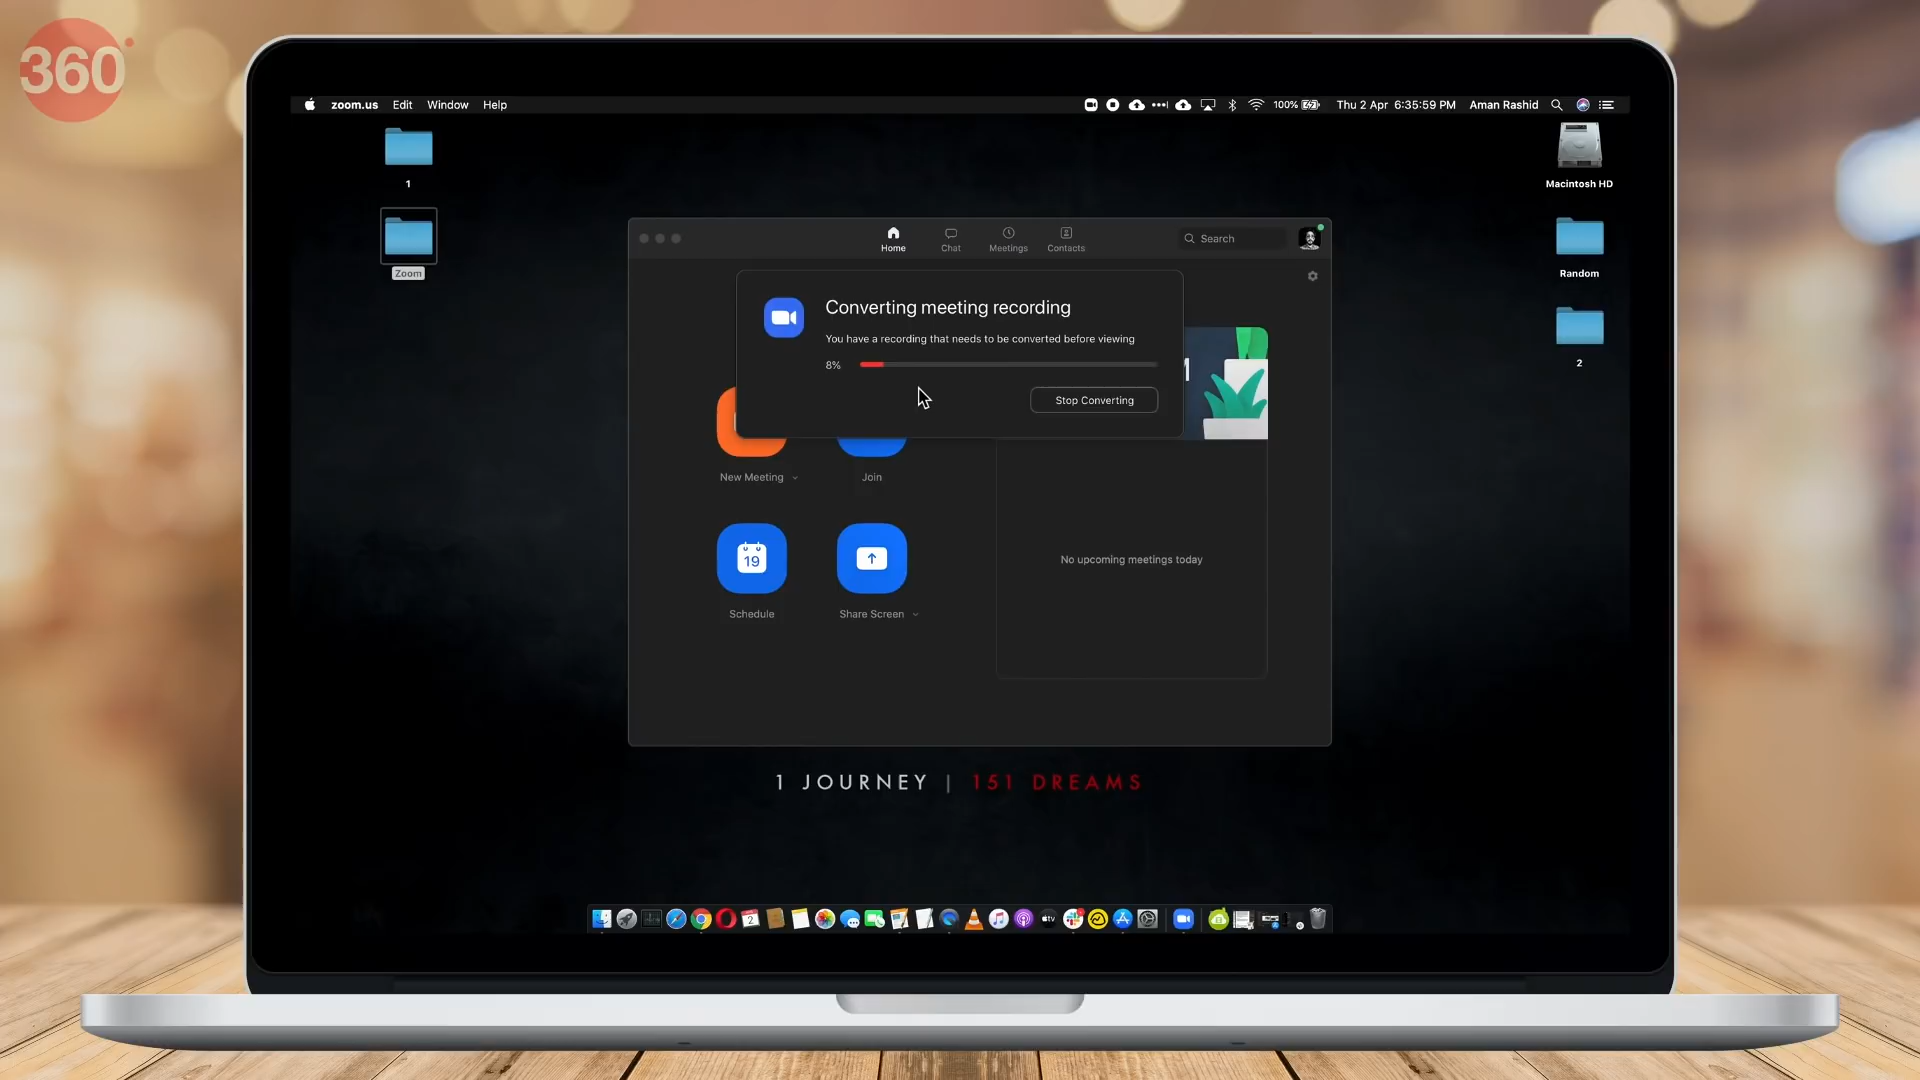 360
zoom.us Edit Window Help
100% Thu 2 Apr 6:35:59 PM Aman Rashid
1
Zoom
Macintosh HD
Random
2
Home Chat Meetings Contacts Search
Converting meeting recording
You have a recording that needs to be converted before viewing
8%
Stop Converting
New Meeting
Join
19
Schedule
Share Screen
No upcoming meetings today
1 JOURNEY | 151 DREAMS
2
tv